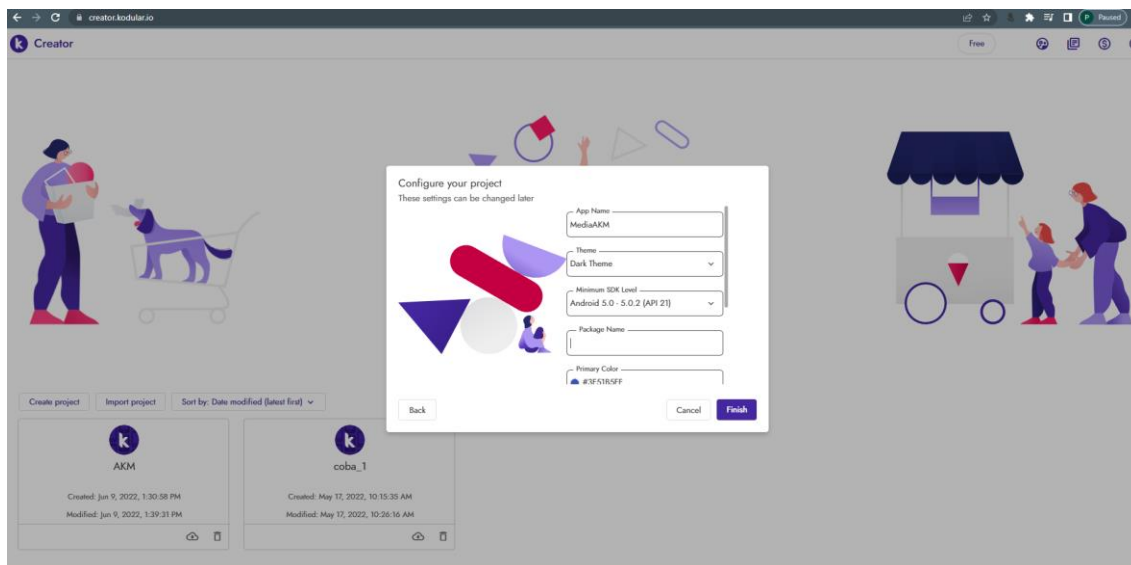 creator.kodular.io
P Paused
Creator
Free
Configure your project
These settings can be changed later
App Name
MediaAKM
Theme
Dark Theme
Minimum SDK Level
Android 5.0 - 5.0.2 (API 21)
Package Name
Primary Color
#3F51B5FF
Back
Cancel
Finish
Create project
Import project
Sort by: Date modified (latest first)
k
AKM
Created: Jun 9, 2022, 1:30:58 PM
Modified: Jun 9, 2022, 1:39:31 PM
k
coba_1
Created: May 17, 2022, 10:15:35 AM
Modified: May 17, 2022, 10:26:16 AM